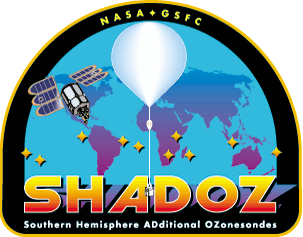 NASA✦GSFC
SHADOZ
Southern Hemisphere ADditional OZonesondes